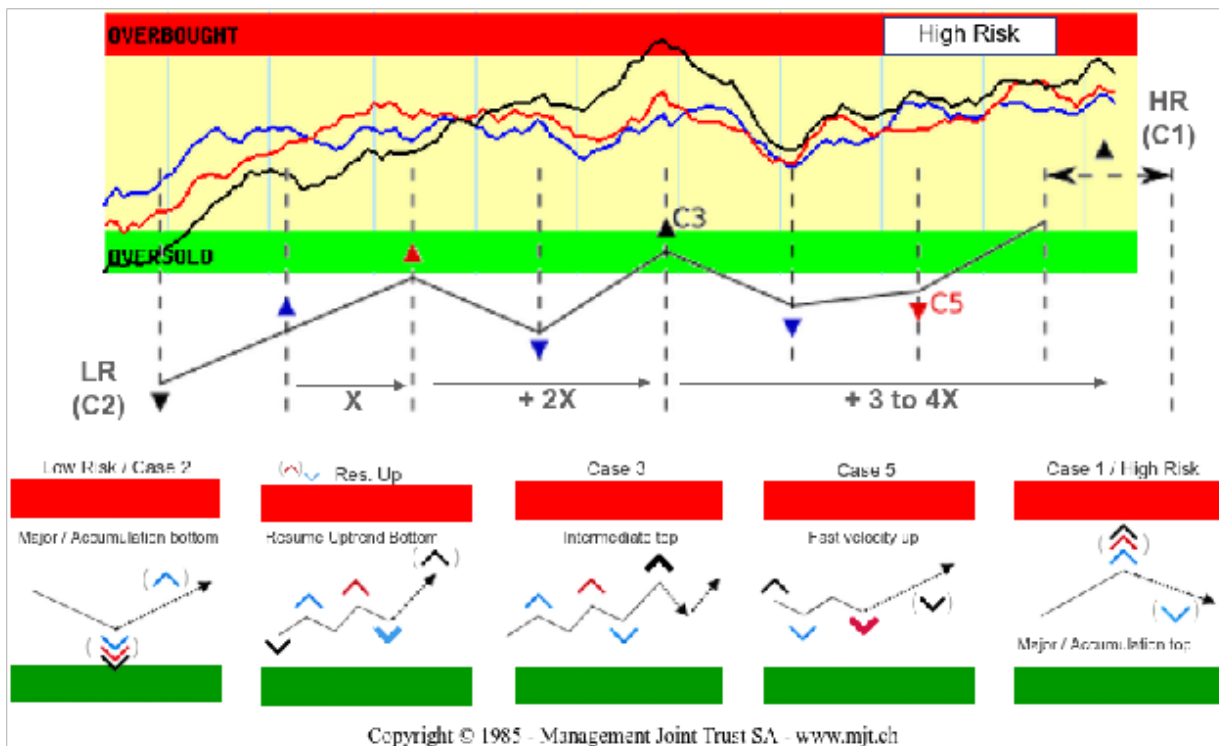 OVERBOUGHT
High Risk
HR
(C1)
C3
OVERSOLO
C5
LR
(C2)
X
+ 2X
+ 3 to 4X
Low Risk / Case 2
Res. Up
Case 3
Case 5
Case 1 / High Risk
Major / Accumulation bottom
Resume Uptrend Bottom
Intermediate top
Fast velocity up
Major / Accumulation top
Copyright © 1985 - Management Joint Trust SA - www.mjt.ch